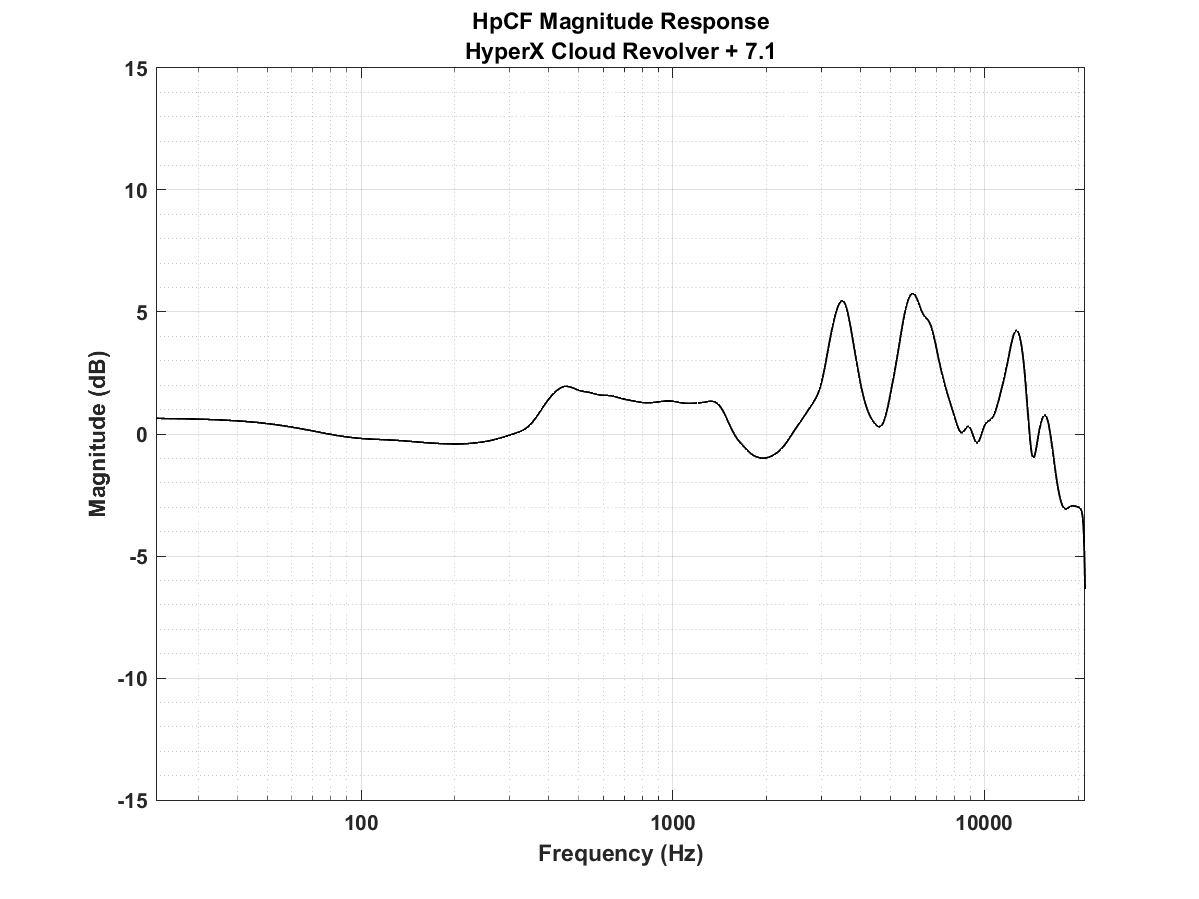 HpCF Magnitude Response
HyperX Cloud Revolver + 7.1
15
10
5
0
-5
-10
-15
Magnitude (dB)
100
1000
10000
Frequency (Hz)